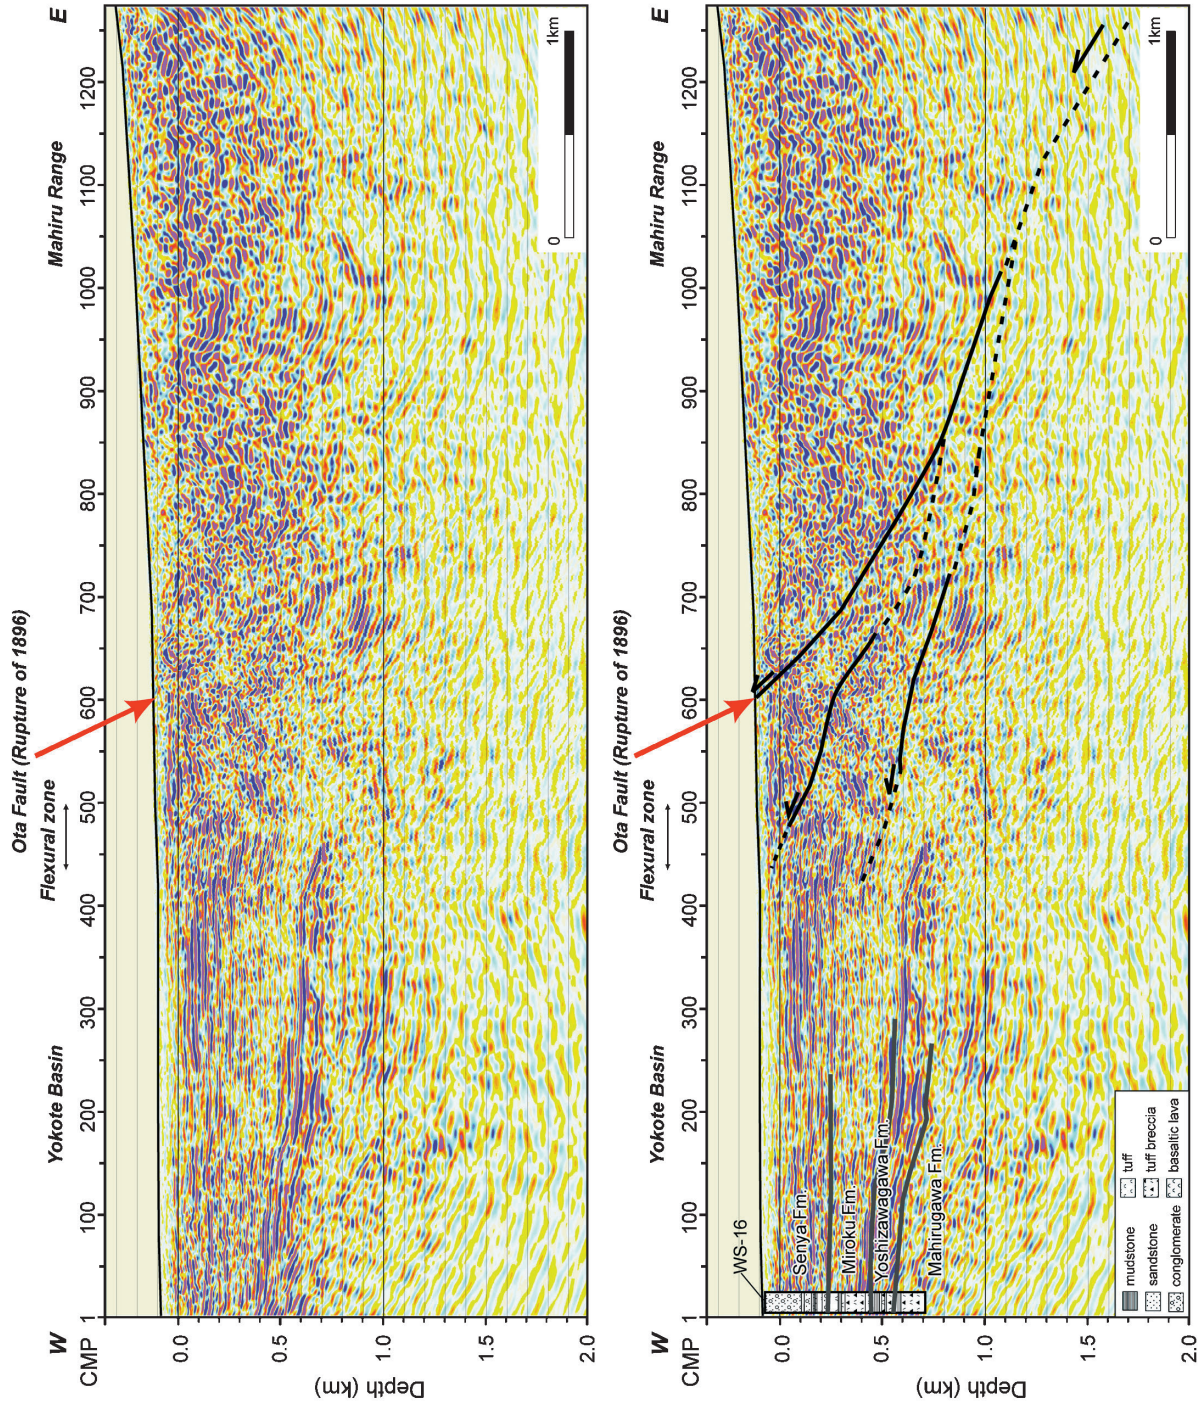 Ota Fault (Rupture of 1896)
W
Yokote Basin
Flexural zone
Mahiru Range
E
CMP
1
100
200
300
400
500
600
700
800
900
1000
1100
1200
Depth (km)
0.0
0.5
1.0
1.5
2.0
0
1km
Ota Fault (Rupture of 1896)
W
Yokote Basin
Flexural zone
Mahiru Range
E
CMP
1
100
200
300
400
500
600
700
800
900
1000
1100
1200
WS-16
Depth (km)
0.0
0.5
1.0
1.5
2.0
Senya Fm.
Miroku Fm.
Yoshizawagawa Fm.
Mahirugawa Fm.
mudstone
sandstone
conglomerate
tuff
tuff breccia
basaltic lava
0
1km